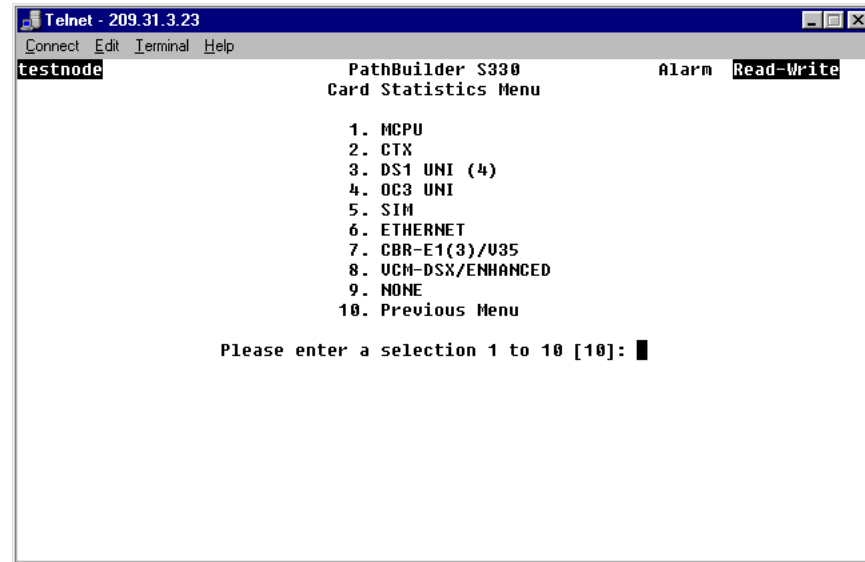 Telnet - 209.31.3.23
Connect Edit Terminal Help
testnode PathBuilder S330 Alarm Read-Write
Card Statistics Menu
1. MCPU
2. CTX
3. DS1 UNI (4)
4. OC3 UNI
5. SIM
6. ETHERNET
7. CBR-E1(3)/V35
8. VCM-DSX/ENHANCED
9. NONE
10. Previous Menu
Please enter a selection 1 to 10 [10]: